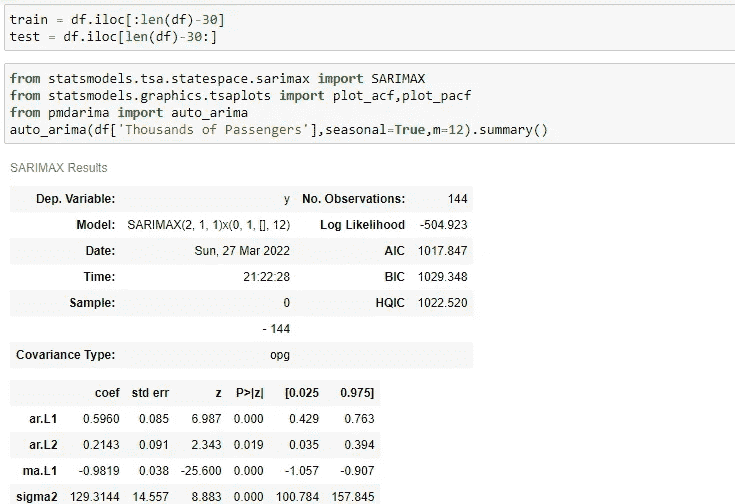 train = df.iloc[:len(df)-30]
test = df.iloc[len(df)-30:]
from statsmodels.tsa.statespace.sarimax import SARIMAX
from statsmodels.graphics.tsaplots import plot_acf,plot_pacf
from pmdarima import auto_arima
auto_arima(df['Thousands of Passengers'],seasonal=True,m=12).summary()
SARIMAX Results
Dep. Variable: y No. Observations: 144
Model: SARIMAX(2, 1, 1)x(0, 1, [], 12) Log Likelihood -504.923
Date: Sun, 27 Mar 2022 AIC 1017.847
Time: 21:22:28 BIC 1029.348
Sample: 0 HQIC 1022.520
- 144
Covariance Type: opg
coef std err z P>|z| [0.025 0.975]
ar.L1 0.5960 0.085 6.987 0.000 0.429 0.763
ar.L2 0.2143 0.091 2.343 0.019 0.035 0.394
ma.L1 -0.9819 0.038 -25.600 0.000 -1.057 -0.907
sigma2 129.3144 14.557 8.883 0.000 100.784 157.845